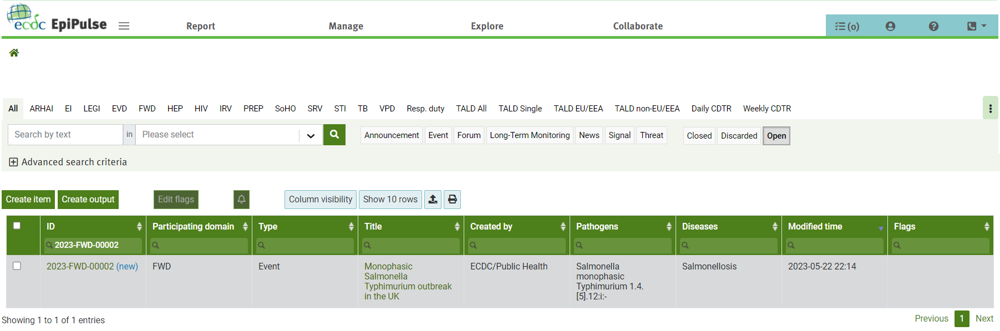 ecdc EpiPulse Report Manage Explore Collaborate (0)
All ARHAI EI LEGI EVD FWD HEP HIV IRV PREP SoHO SRV STI TB VPD Resp. duty TALD All TALD Single TALD EU/EEA TALD non-EU/EEA Daily CDTR Weekly CDTR
Search by text in Please select Announcement Event Forum Long-Term Monitoring News Signal Threat Closed Discarded Open
Advanced search criteria
Create item Create output Edit flags Column visibility Show 10 rows
ID Participating domain Type Title Created by Pathogens Diseases Modified time Flags
2023-FWD-00002
2023-FWD-00002 (new) FWD Event Monophasic ECDC/Public Health Salmonella Salmonellosis 2023-05-22 22:14
Salmonella monophasic
Typhimurium outbreak Typhimurium 1.4.
in the UK [5].12:i:-
Showing 1 to 1 of 1 entries Previous 1 Next